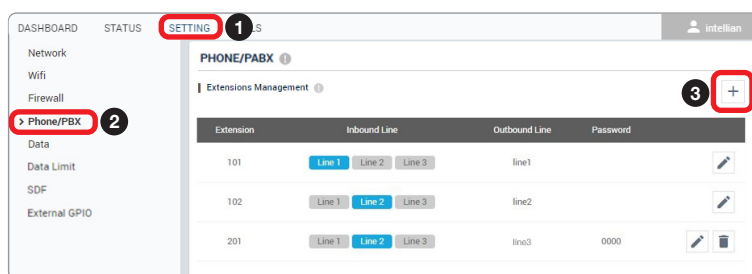 DASHBOARD STATUS SETTING 1 LS intellian
Network
Wifi
Firewall
> Phone/PBX 2
Data
Data Limit
SDF
External GPIO
PHONE/PABX
Extensions Management
3 +
Extension Inbound Line Outbound Line Password
101 Line 1 Line 2 Line 3 line1
102 Line 1 Line 2 Line 3 line2
201 Line 1 Line 2 Line 3 line3 0000